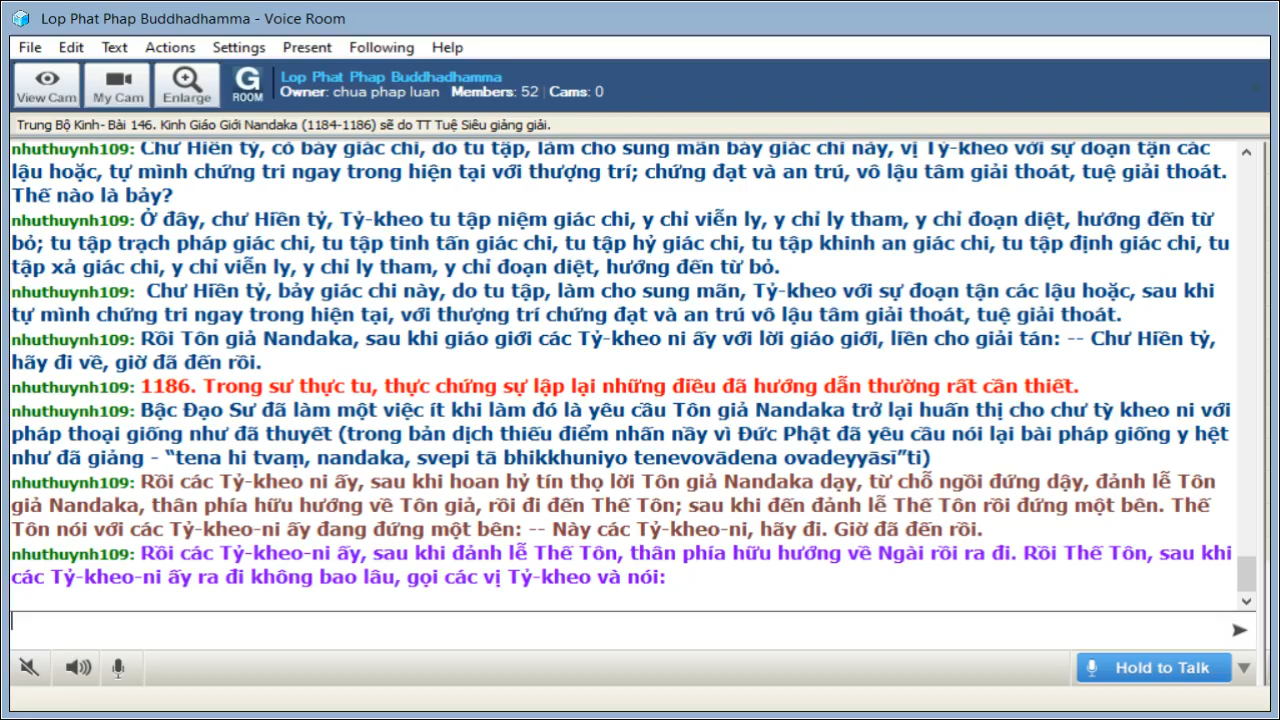 Lop Phat Phap Buddhadhamma - Voice Room
File Edit Text Actions Settings Present Following Help
View Cam My Cam Enlarge G ROOM
Lop Phat Phap Buddhadhamma
Owner: chua phap luan Members: 52 | Cams: 0
Trung Bộ Kinh- Bài 146. Kinh Giáo Giới Nandaka (1184-1186) sẽ do TT Tuệ Siêu giảng giải.
nhuthuynh109: Chư Hiền tỷ, có bảy giác chi, do tu tập, làm cho sung mãn bảy giác chi này, vị Tỷ-kheo với sự đoạn tận các
lậu hoặc, tự mình chứng tri ngay trong hiện tại với thượng trí; chứng đạt và an trú, vô lậu tâm giải thoát, tuệ giải thoát.
Thế nào là bảy?
nhuthuynh109: Ở đây, chư Hiền tỷ, Tỷ-kheo tu tập niệm giác chi, y chỉ viễn ly, y chỉ ly tham, y chỉ đoạn diệt, hướng đến từ
bỏ; tu tập trạch pháp giác chi, tu tập tinh tấn giác chi, tu tập hỷ giác chi, tu tập khinh an giác chi, tu tập định giác chi, tu
tập xả giác chi, y chỉ viễn ly, y chỉ ly tham, y chỉ đoạn diệt, hướng đến từ bỏ.
nhuthuynh109: Chư Hiền tỷ, bảy giác chi này, do tu tập, làm cho sung mãn, Tỷ-kheo với sự đoạn tận các lậu hoặc, sau khi
tự mình chứng tri ngay trong hiện tại, với thượng trí chứng đạt và an trú vô lậu tâm giải thoát, tuệ giải thoát.
nhuthuynh109: Rồi Tôn giả Nandaka, sau khi giáo giới các Tỷ-kheo ni ấy với lời giáo giới, liền cho giải tán: -- Chư Hiền tỷ,
hãy đi về, giờ đã đến rồi.
nhuthuynh109: 1186. Trong sư thực tu, thực chứng sự lập lại những điều đã hướng dẫn thường rất cần thiết.
nhuthuynh109: Bậc Đạo Sư đã làm một việc ít khi làm đó là yêu cầu Tôn giả Nandaka trở lại huấn thị cho chư tỳ kheo ni với
pháp thoại giống như đã thuyết (trong bản dịch thiếu điểm nhấn nầy vì Đức Phật đã yêu cầu nói lại bài pháp giống y hệt
như đã giảng - “tena hi tvaṃ, nandaka, svepi tā bhikkhuniyo tenevovādena ovadeyyāsī”ti)
nhuthuynh109: Rồi các Tỷ-kheo ni ấy, sau khi hoan hỷ tín thọ lời Tôn giả Nandaka dạy, từ chỗ ngồi đứng dậy, đảnh lễ Tôn
giả Nandaka, thân phía hữu hướng về Tôn giả, rồi đi đến Thế Tôn; sau khi đến đảnh lễ Thế Tôn rồi đứng một bên. Thế
Tôn nói với các Tỷ-kheo-ni ấy đang đứng một bên: -- Này các Tỷ-kheo-ni, hãy đi. Giờ đã đến rồi.
nhuthuynh109: Rồi các Tỷ-kheo-ni ấy, sau khi đảnh lễ Thế Tôn, thân phía hữu hướng về Ngài rồi ra đi. Rồi Thế Tôn, sau khi
các Tỷ-kheo-ni ấy ra đi không bao lâu, gọi các vị Tỷ-kheo và nói:
Hold to Talk